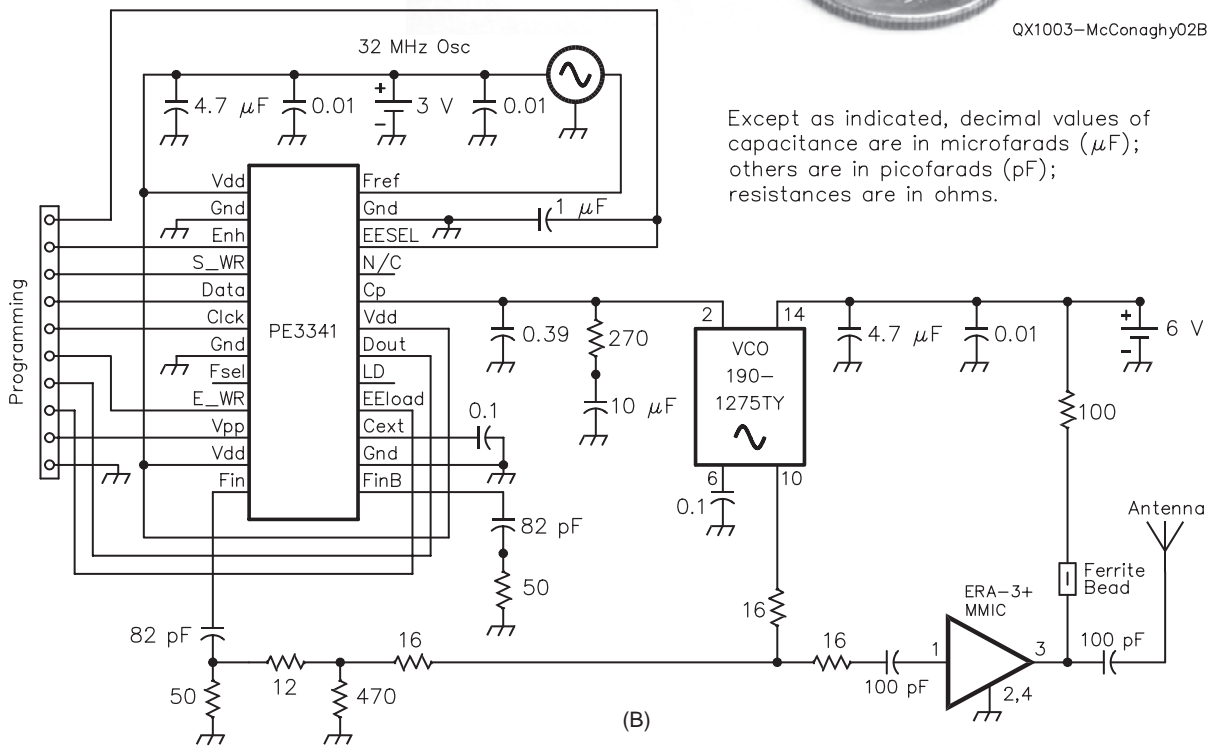 QX1003-McConaghy02B
32 MHz Osc
4.7 µF
0.01
+
3 V
–
0.01
Except as indicated, decimal values of
capacitance are in microfarads (µF);
others are in picofarads (pF);
resistances are in ohms.
Programming
Vdd
Gnd
Enh
S_WR
Data
Clck
Gnd
Fsel
E_WR
Vpp
Vdd
Fin
PE3341
Fref
Gnd
EESEL
N/C
Cp
Vdd
Dout
LD
EEload
Cext
Gnd
FinB
1 µF
0.39
270
10 µF
0.1
82 pF
50
2
14
VCO
190-
1275TY
6
10
0.1
4.7 µF
0.01
+
6 V
–
100
Ferrite
Bead
Antenna
ERA-3+
MMIC
1
3
2,4
100 pF
16
16
100 pF
82 pF
50
12
470
16
(B)